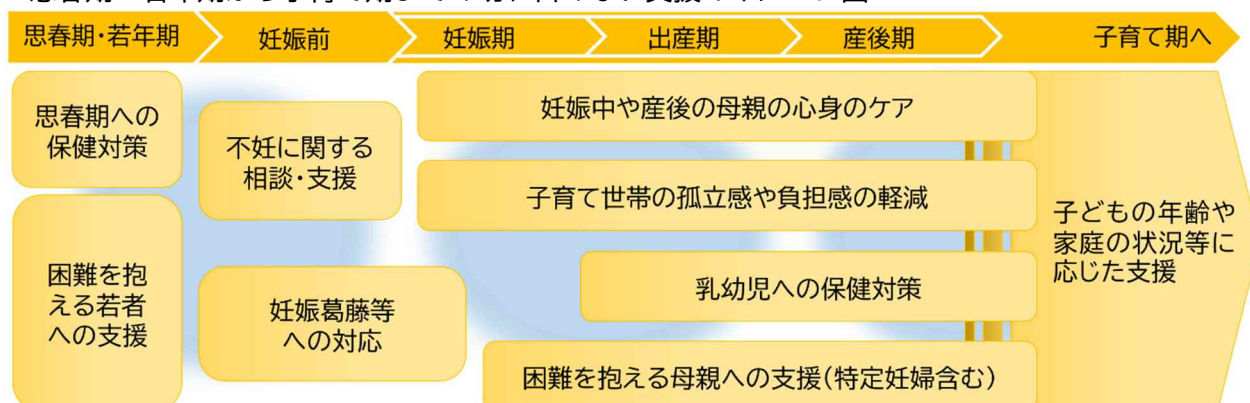 思春期・若年期
妊娠前
妊娠期
出産期
産後期
子育て期へ
思春期への
保健対策
困難を抱
える若者
への支援
不妊に関する
相談・支援
妊娠葛藤等
への対応
妊娠中や産後の母親の心身のケア
子育て世帯の孤立感や負担感の軽減
乳幼児への保健対策
困難を抱える母親への支援(特定妊婦含む)
子どもの年齢や
家庭の状況等に
応じた支援